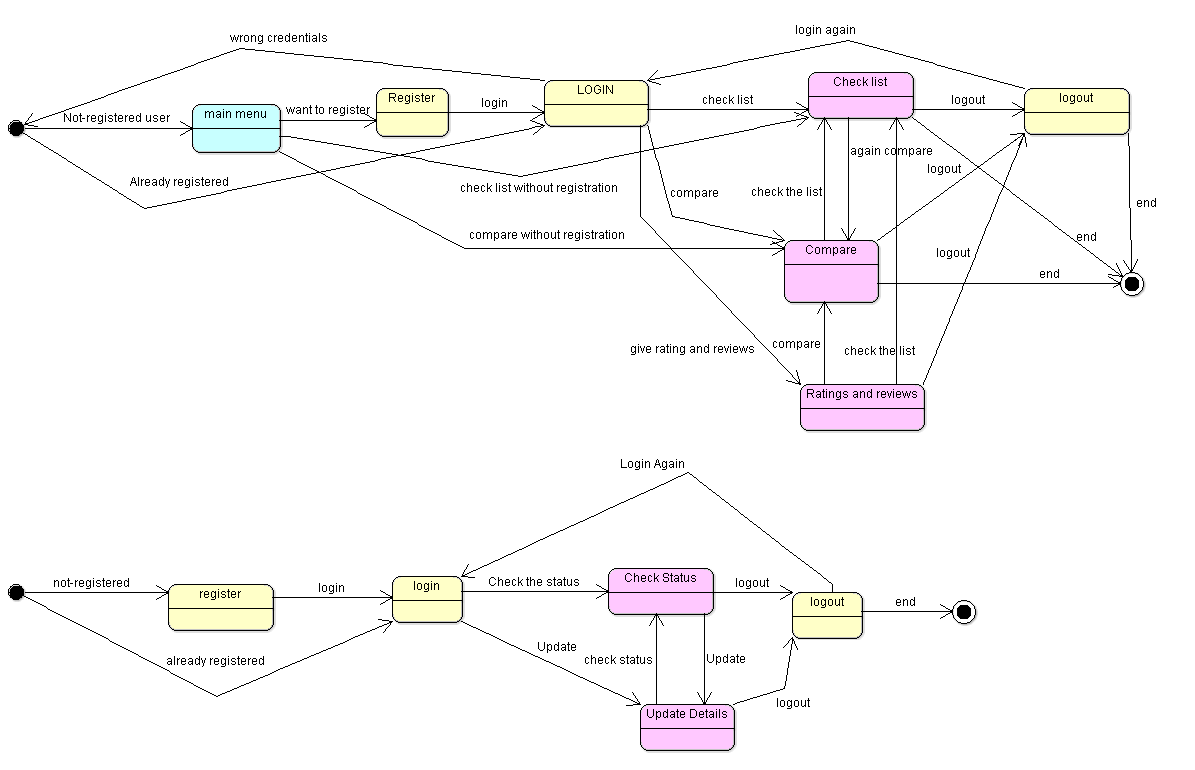 login again
wrong credentials
Check list
LOGIN
Register
logout
login
check list
logout
want to register
main menu
Not-registered user
again compare
logout
Already registered
check list without registration
compare
check the list
end
compare without registration
end
Compare
logout
end
compare
give rating and reviews
check the list
Ratings and reviews
Login Again
Check Status
not-registered
login
Check the status
logout
register
login
logout
end
Update
already registered
check status
Update
logout
Update Details